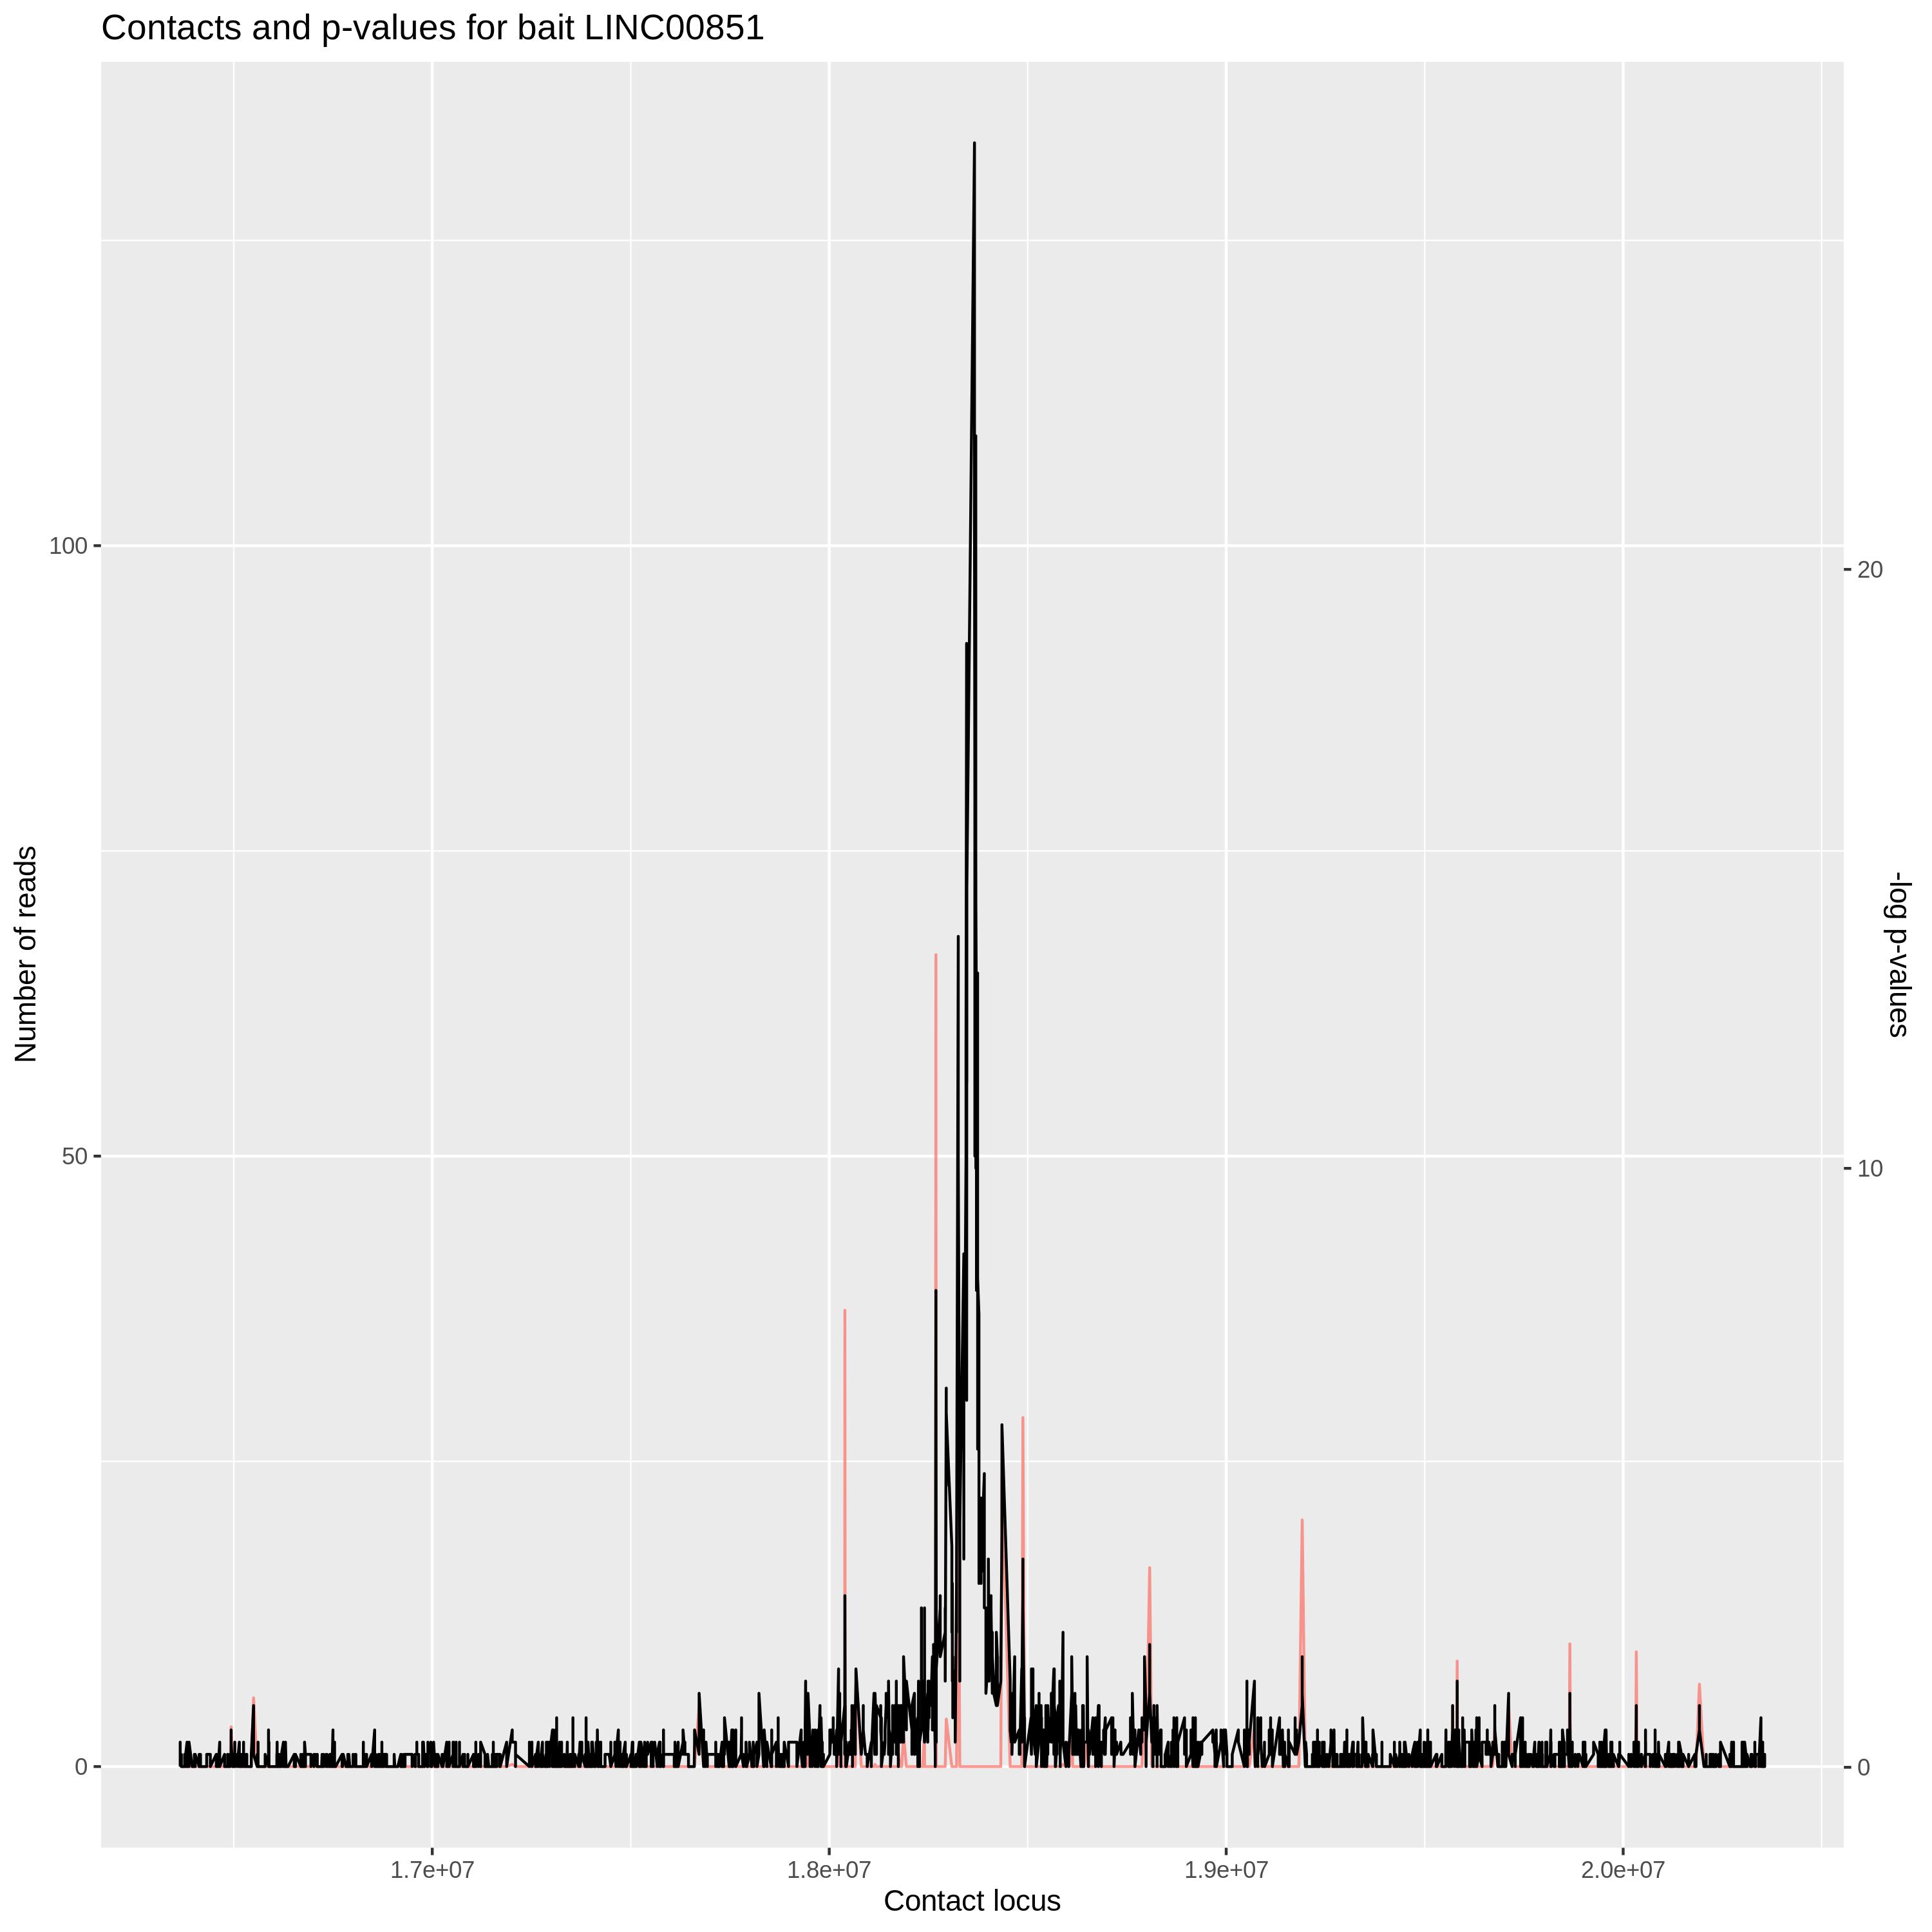 Contacts and p-values for bait LINC00851
Number of reads
100
50
0
20
10
0
-log p-values
1.7e+07
1.8e+07
1.9e+07
2.0e+07
Contact locus